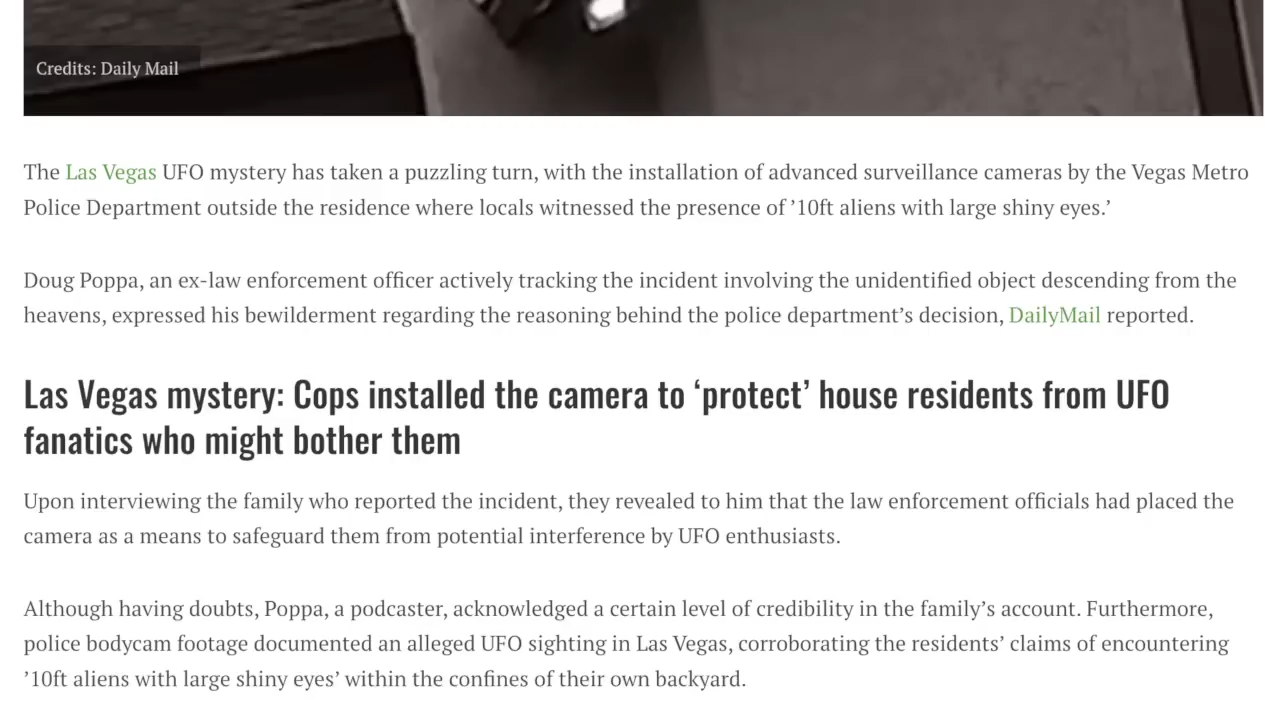 Credits: Daily Mail
The Las Vegas UFO mystery has taken a puzzling turn, with the installation of advanced surveillance cameras by the Vegas Metro
Police Department outside the residence where locals witnessed the presence of ’10ft aliens with large shiny eyes.’
Doug Poppa, an ex-law enforcement officer actively tracking the incident involving the unidentified object descending from the
heavens, expressed his bewilderment regarding the reasoning behind the police department’s decision, DailyMail reported.
Las Vegas mystery: Cops installed the camera to ‘protect’ house residents from UFO
fanatics who might bother them
Upon interviewing the family who reported the incident, they revealed to him that the law enforcement officials had placed the
camera as a means to safeguard them from potential interference by UFO enthusiasts.
Although having doubts, Poppa, a podcaster, acknowledged a certain level of credibility in the family’s account. Furthermore,
police bodycam footage documented an alleged UFO sighting in Las Vegas, corroborating the residents’ claims of encountering
’10ft aliens with large shiny eyes’ within the confines of their own backyard.